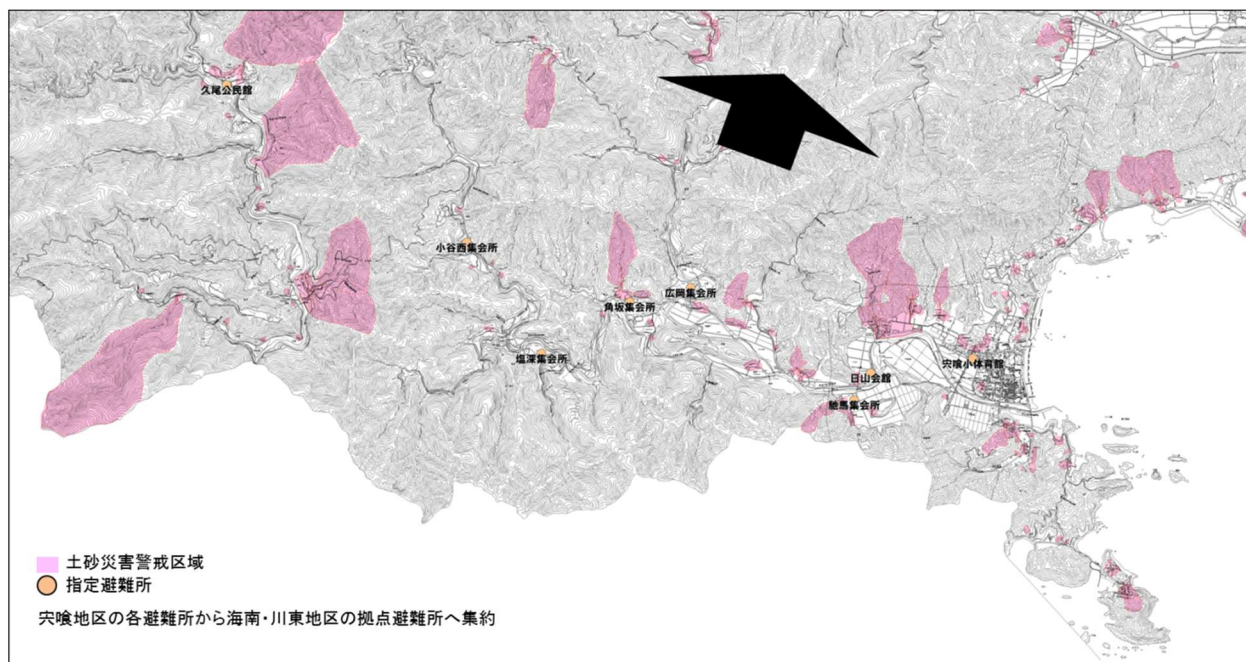 久尾公民館
小谷西集会所
広岡集会所
角坂集会所
塩深集会所
宍喰小体育館
日山会館
馳馬集会所
土砂災害警戒区域
指定避難所
宍喰地区の各避難所から海南・川東地区の拠点避難所へ集約